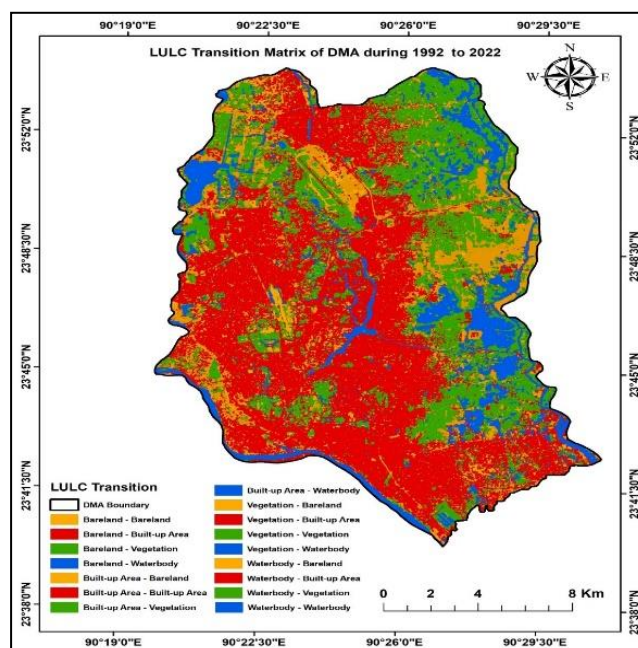 90°19'0"E 90°22'30"E 90°26'0"E 90°29'30"E
LULC Transition Matrix of DMA during 1992 to 2022
N
W E
S
23°52'0"N 23°52'0"N
23°48'30"N 23°48'30"N
23°45'0"N 23°45'0"N
23°41'30"N 23°41'30"N
23°38'0"N 23°38'0"N
LULC Transition
DMA Boundary
Bareland - Bareland
Bareland - Built-up Area
Bareland - Vegetation
Bareland - Waterbody
Built-up Area - Bareland
Built-up Area - Built-up Area
Built-up Area - Vegetation
Built-up Area - Waterbody
Vegetation - Bareland
Vegetation - Built-up Area
Vegetation - Vegetation
Vegetation - Waterbody
Waterbody - Bareland
Waterbody - Built-up Area
Waterbody - Vegetation
Waterbody - Waterbody
0 2 4 8 Km
90°19'0"E 90°22'30"E 90°26'0"E 90°29'30"E